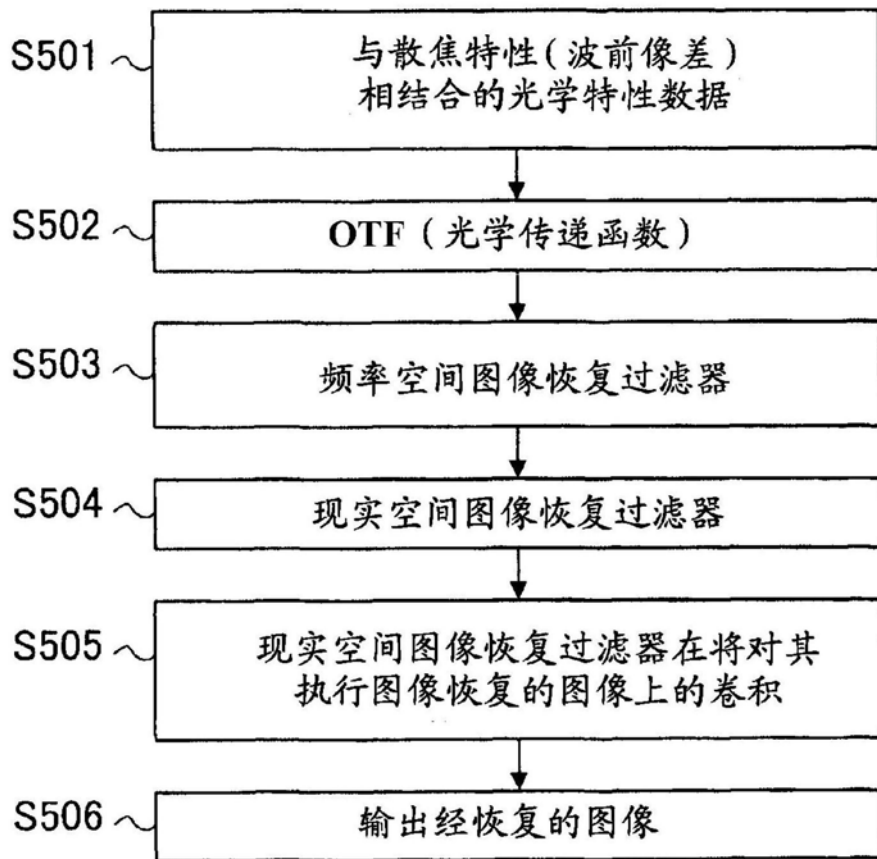 S501
与散焦特性(波前像差)
相结合的光学特性数据
S502
OTF（光学传递函数）
S503
频率空间图像恢复过滤器
S504
现实空间图像恢复过滤器
S505
现实空间图像恢复过滤器在将对其
执行图像恢复的图像上的卷积
S506
输出经恢复的图像